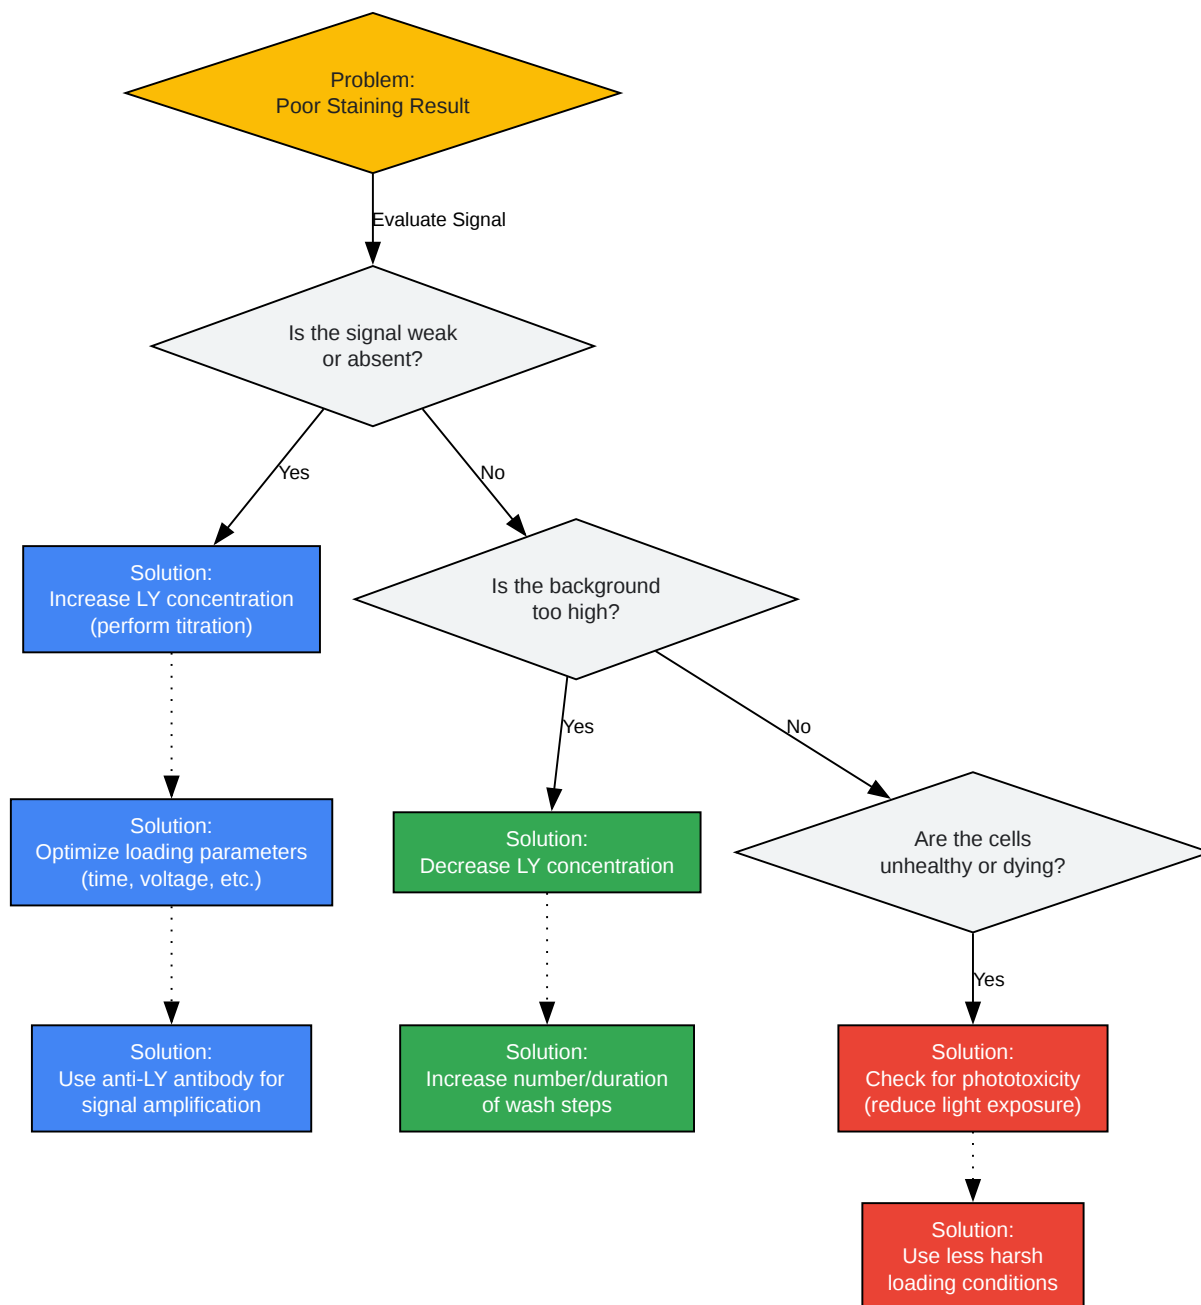 Problem:
Poor Staining Result
Evaluate Signal
Is the signal weak
or absent?
Yes
No
Solution:
Increase LY concentration
(perform titration)
Is the background
too high?
Yes
No
Solution:
Optimize loading parameters
(time, voltage, etc.)
Solution:
Decrease LY concentration
Are the cells
unhealthy or dying?
Yes
Solution:
Use anti-LY antibody for
signal amplification
Solution:
Increase number/duration
of wash steps
Solution:
Check for phototoxicity
(reduce light exposure)
Solution:
Use less harsh
loading conditions